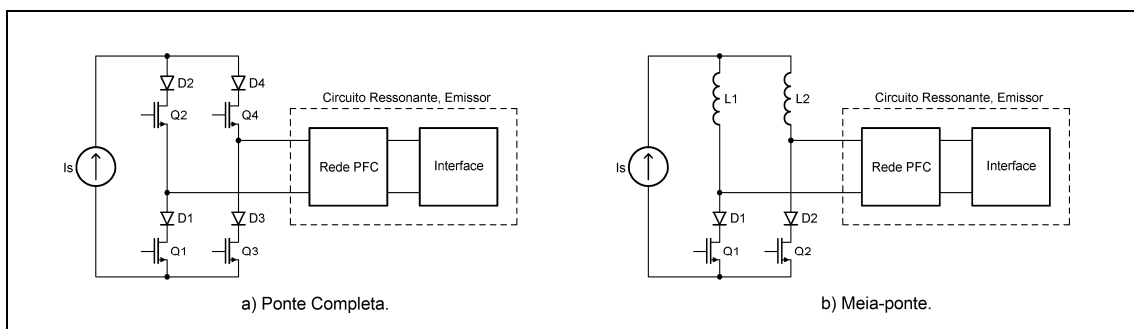 D2
D4
Circuito Ressonante, Emissor
Q2
Q4
Is
Rede PFC
Interface
D1
D3
Q1
Q3
a) Ponte Completa.
L1
L2
Circuito Ressonante, Emissor
Is
Rede PFC
Interface
D1
D2
Q1
Q2
b) Meia-ponte.